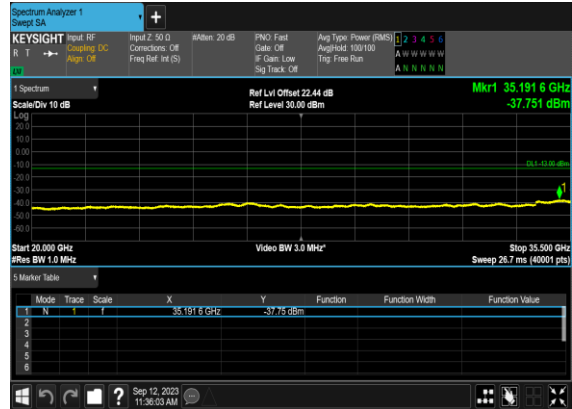 Spectrum Analyzer 1
Swept SA
+
KEYSIGHT Input: RF Input Z: 50 Ω #Atten: 20 dB PNO: Fast Avg Type: Power (RMS) 1 2 3 4 5 6
R T Coupling: DC Corrections: Off Gate: Off Avg|Hold: 100/100 A W W W W W
Align: Off Freq Ref: Int (S) IF Gain: Low Trig: Free Run
Sig Track: Off A N N N N N
1 Spectrum Ref Lvl Offset 22.44 dB Mkr1 35.191 6 GHz
Scale/Div 10 dB Ref Level 30.00 dBm -37.751 dBm
Log
20.0
10.0
0.00
-10.0 DL1 -13.00 dBm
-20.0
-30.0 1
-40.0
-50.0
-60.0
Start 20.000 GHz Video BW 3.0 MHz* Stop 35.500 GHz
#Res BW 1.0 MHz Sweep 26.7 ms (40001 pts)
5 Marker Table
Mode Trace Scale X Y Function Function Width Function Value
1 N 1 f 35.191 6 GHz -37.75 dBm
2
3
4
5
6
? Sep 12, 2023
11:36:03 AM